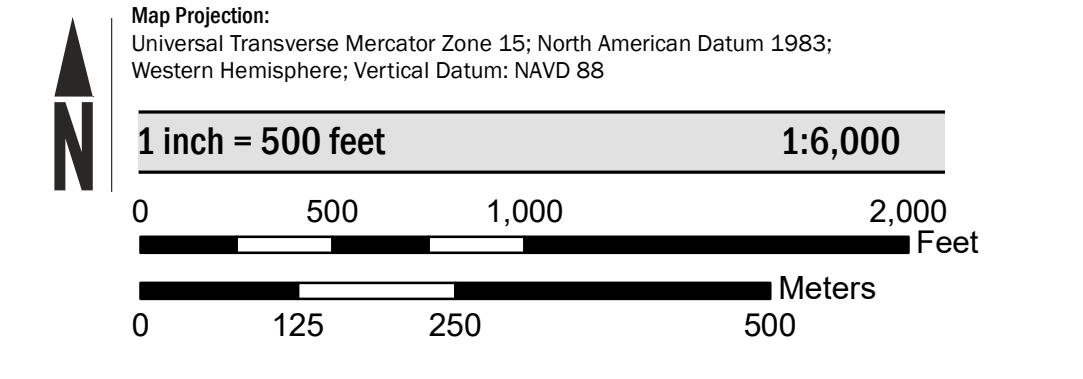 Map Projection:
Universal Transverse Mercator Zone 15; North American Datum 1983;
Western Hemisphere; Vertical Datum: NAVD 88
N
1 inch = 500 feet 1:6,000
0 500 1,000 2,000
Feet
Meters
0 125 250 500